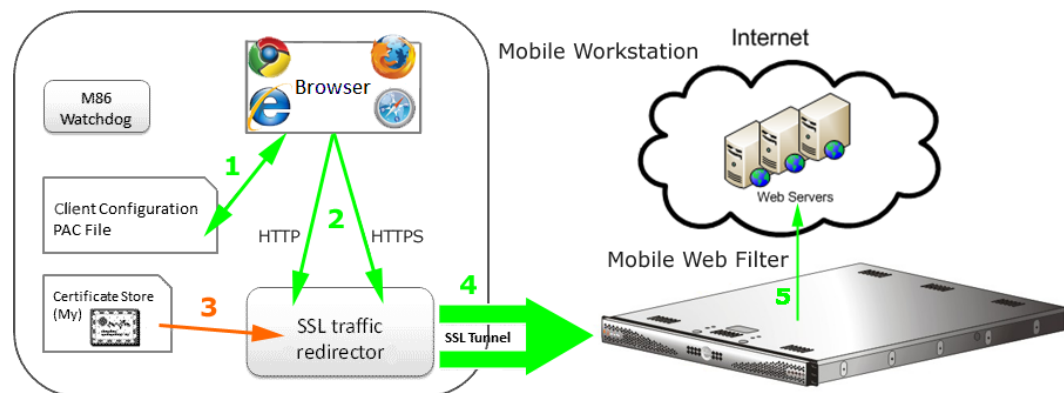 Mobile Workstation
Internet
M86
Watchdog
Browser
1
Client Configuration
PAC File
2
HTTP
HTTPS
Web Servers
Mobile Web Filter
Certificate Store
(My)
3
SSL traffic
redirector
4
SSL Tunnel
5